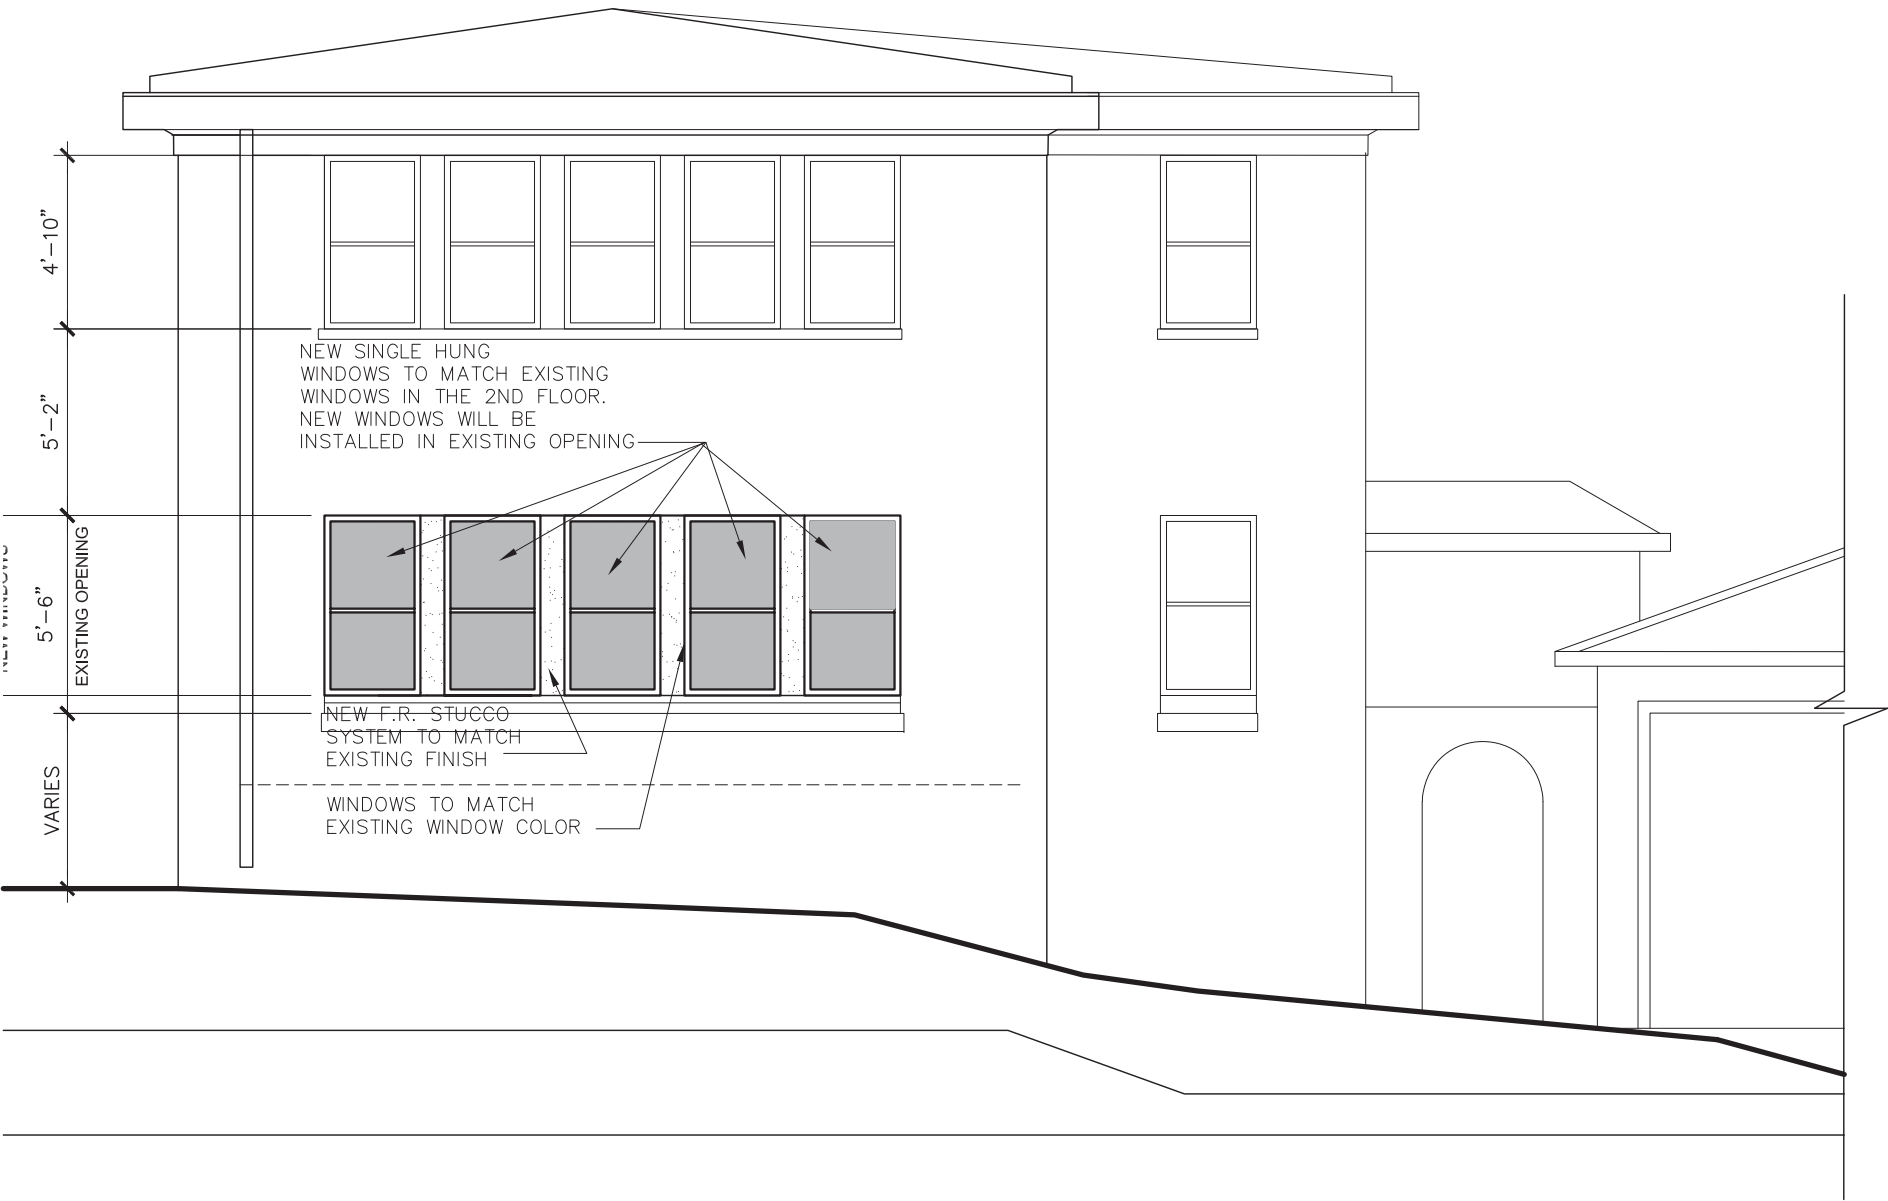 4'-10"
NEW SINGLE HUNG
WINDOWS TO MATCH EXISTING
WINDOWS IN THE 2ND FLOOR.
NEW WINDOWS WILL BE
INSTALLED IN EXISTING OPENING
5'-2"
5'-6"
EXISTING OPENING
NEW F.R. STUCCO
SYSTEM TO MATCH
EXISTING FINISH
VARIES
WINDOWS TO MATCH
EXISTING WINDOW COLOR